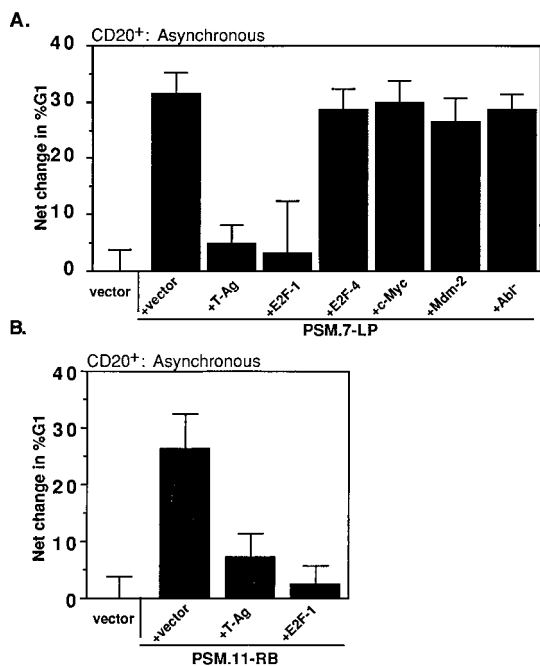 A.
CD20+: Asynchronous
Net change in %G1
40
30
20
10
0
vector
+vector
+T-Ag
+E2F-1
+E2F-4
+c-Myc
+Mdm-2
+Abl-
PSM.7-LP
B.
CD20+: Asynchronous
Net change in %G1
40
30
20
10
0
vector
+vector
+T-Ag
+E2F-1
PSM.11-RB